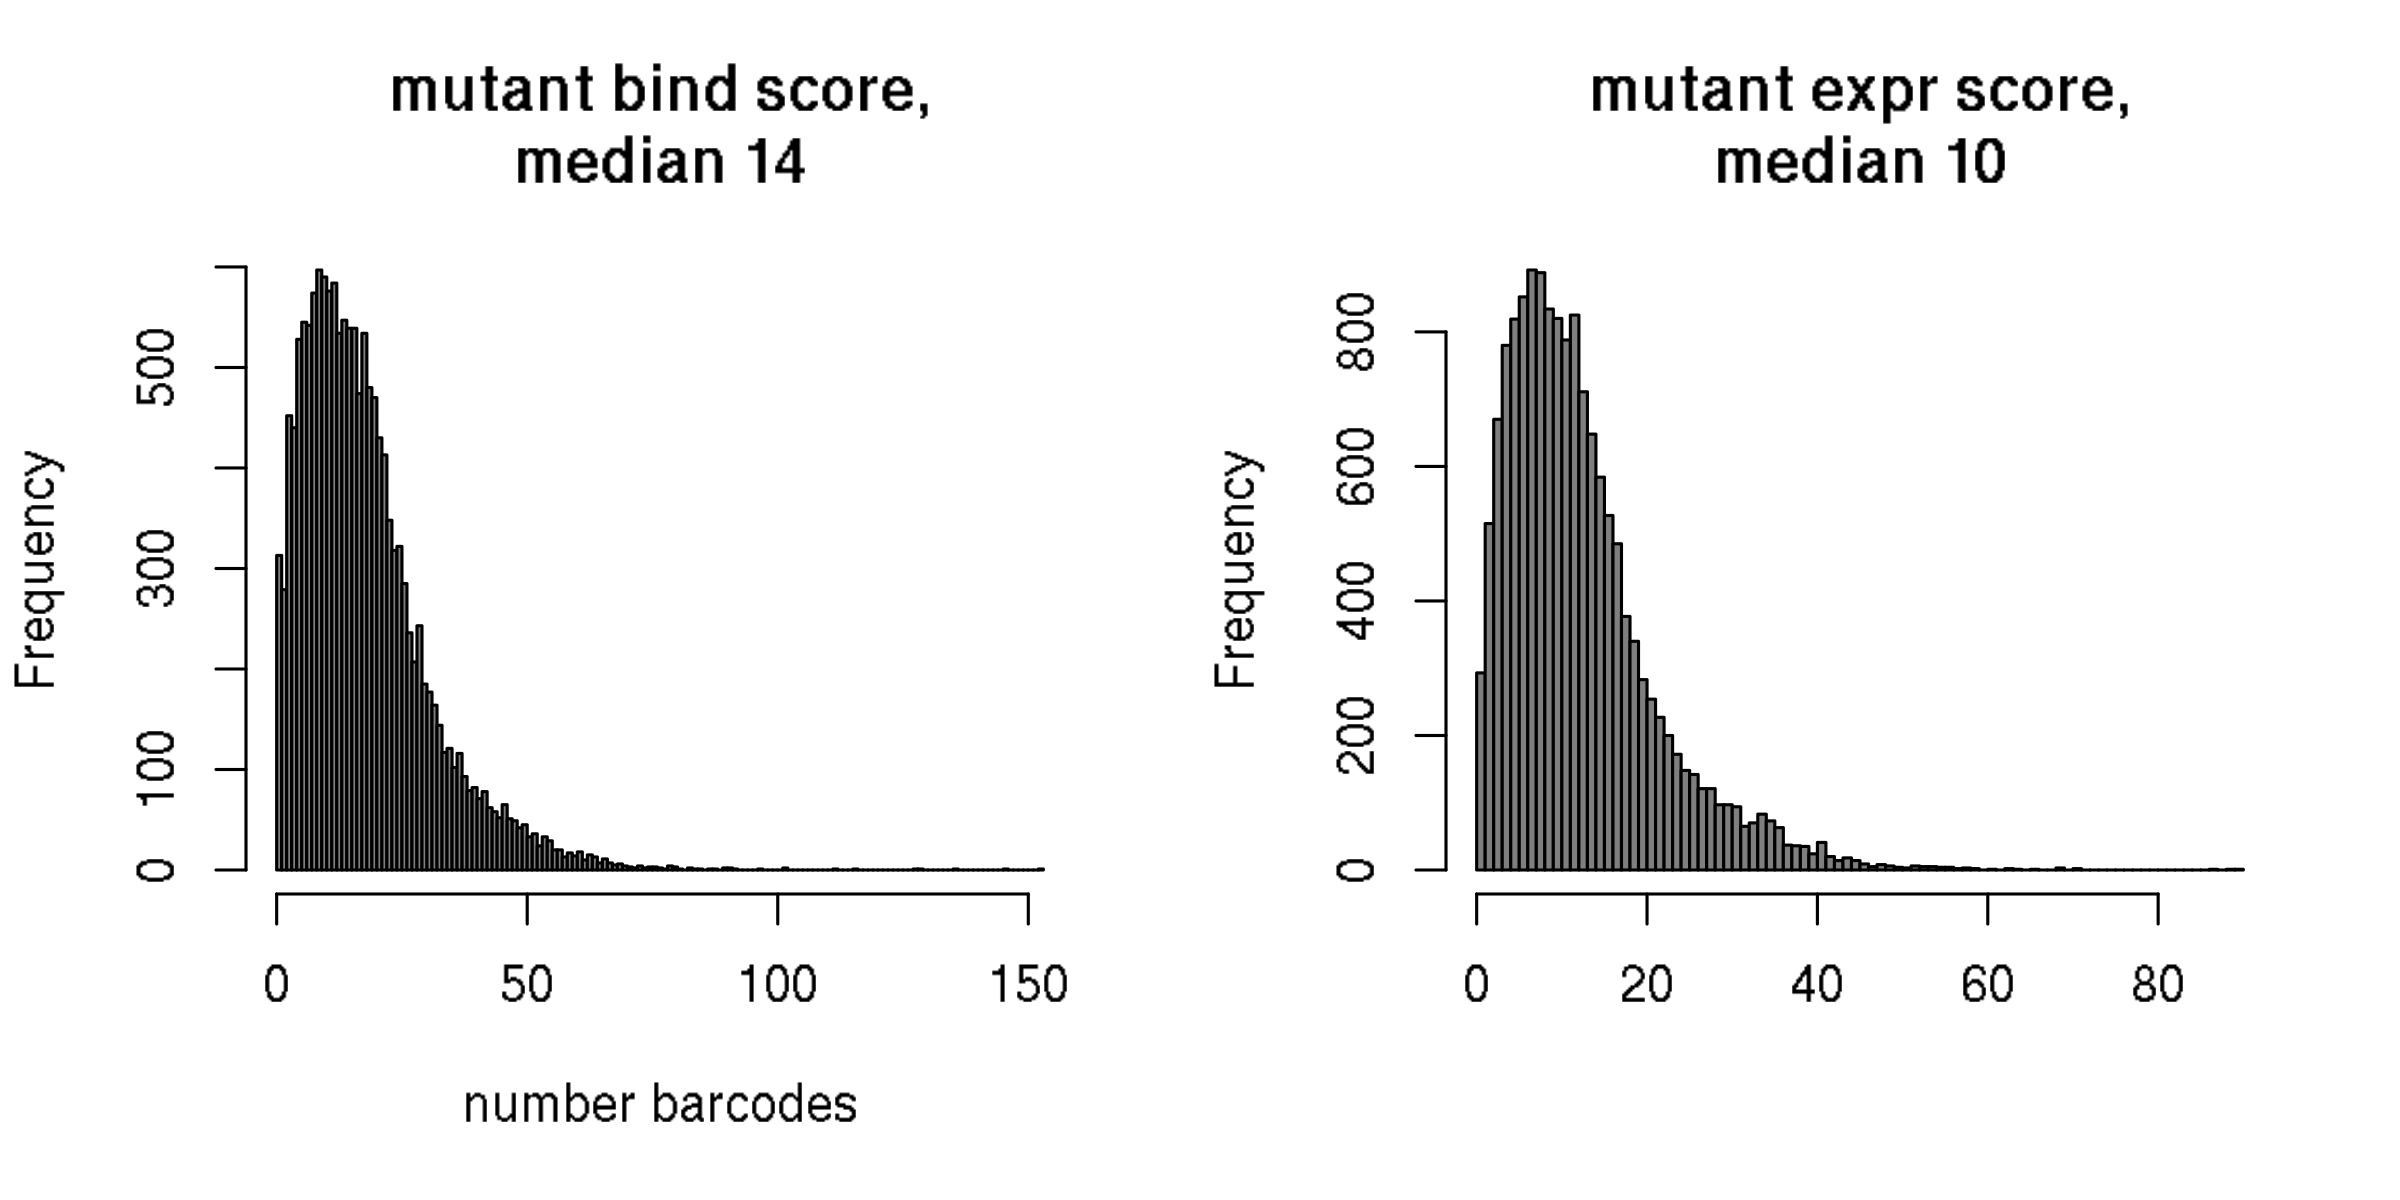 mutant bind score,
median 14
Frequency
500
300
100
0
0 50 100 150
number barcodes
mutant expr score,
median 10
Frequency
800
600
400
200
0
0 20 40 60 80